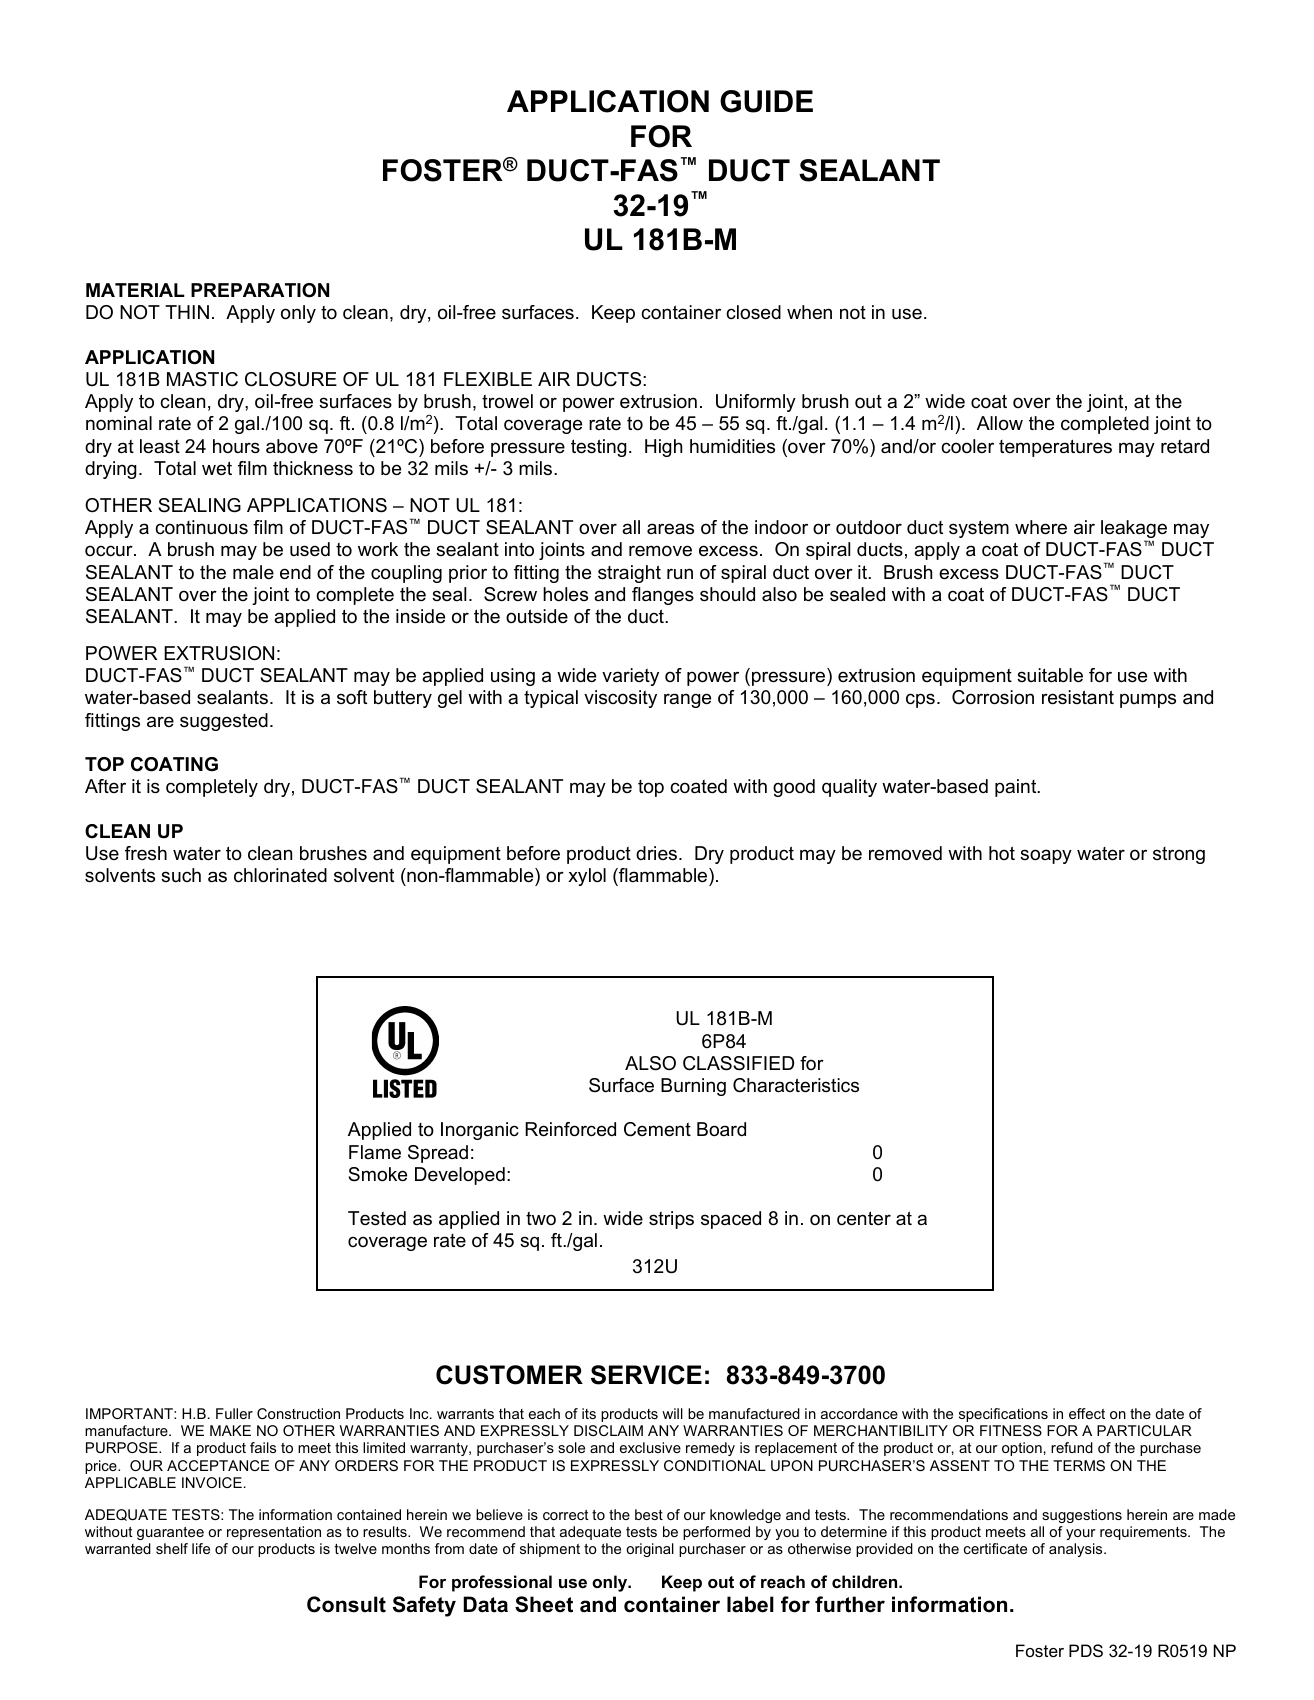 APPLICATION GUIDE
FOR
FOSTER® DUCT-FAS™ DUCT SEALANT
32-19™
UL 181B-M
MATERIAL PREPARATION
DO NOT THIN. Apply only to clean, dry, oil-free surfaces. Keep container closed when not in use.
APPLICATION
UL 181B MASTIC CLOSURE OF UL 181 FLEXIBLE AIR DUCTS:
Apply to clean, dry, oil-free surfaces by brush, trowel or power extrusion. Uniformly brush out a 2” wide coat over the joint, at the
nominal rate of 2 gal./100 sq. ft. (0.8 l/m²). Total coverage rate to be 45 – 55 sq. ft./gal. (1.1 – 1.4 m²/l). Allow the completed joint to
dry at least 24 hours above 70ºF (21ºC) before pressure testing. High humidities (over 70%) and/or cooler temperatures may retard
drying. Total wet film thickness to be 32 mils +/- 3 mils.
OTHER SEALING APPLICATIONS – NOT UL 181:
Apply a continuous film of DUCT-FAS™ DUCT SEALANT over all areas of the indoor or outdoor duct system where air leakage may
occur. A brush may be used to work the sealant into joints and remove excess. On spiral ducts, apply a coat of DUCT-FAS™ DUCT
SEALANT to the male end of the coupling prior to fitting the straight run of spiral duct over it. Brush excess DUCT-FAS™ DUCT
SEALANT over the joint to complete the seal. Screw holes and flanges should also be sealed with a coat of DUCT-FAS™ DUCT
SEALANT. It may be applied to the inside or the outside of the duct.
POWER EXTRUSION:
DUCT-FAS™ DUCT SEALANT may be applied using a wide variety of power (pressure) extrusion equipment suitable for use with
water-based sealants. It is a soft buttery gel with a typical viscosity range of 130,000 – 160,000 cps. Corrosion resistant pumps and
fittings are suggested.
TOP COATING
After it is completely dry, DUCT-FAS™ DUCT SEALANT may be top coated with good quality water-based paint.
CLEAN UP
Use fresh water to clean brushes and equipment before product dries. Dry product may be removed with hot soapy water or strong
solvents such as chlorinated solvent (non-flammable) or xylol (flammable).
UL ®
LISTED
UL 181B-M
6P84
ALSO CLASSIFIED for
Surface Burning Characteristics
Applied to Inorganic Reinforced Cement Board
Flame Spread: 0
Smoke Developed: 0
Tested as applied in two 2 in. wide strips spaced 8 in. on center at a
coverage rate of 45 sq. ft./gal.
312U
CUSTOMER SERVICE: 833-849-3700
IMPORTANT: H.B. Fuller Construction Products Inc. warrants that each of its products will be manufactured in accordance with the specifications in effect on the date of
manufacture. WE MAKE NO OTHER WARRANTIES AND EXPRESSLY DISCLAIM ANY WARRANTIES OF MERCHANTIBILITY OR FITNESS FOR A PARTICULAR
PURPOSE. If a product fails to meet this limited warranty, purchaser’s sole and exclusive remedy is replacement of the product or, at our option, refund of the purchase
price. OUR ACCEPTANCE OF ANY ORDERS FOR THE PRODUCT IS EXPRESSLY CONDITIONAL UPON PURCHASER’S ASSENT TO THE TERMS ON THE
APPLICABLE INVOICE.
ADEQUATE TESTS: The information contained herein we believe is correct to the best of our knowledge and tests. The recommendations and suggestions herein are made
without guarantee or representation as to results. We recommend that adequate tests be performed by you to determine if this product meets all of your requirements. The
warranted shelf life of our products is twelve months from date of shipment to the original purchaser or as otherwise provided on the certificate of analysis.
For professional use only. Keep out of reach of children.
Consult Safety Data Sheet and container label for further information.
Foster PDS 32-19 R0519 NP